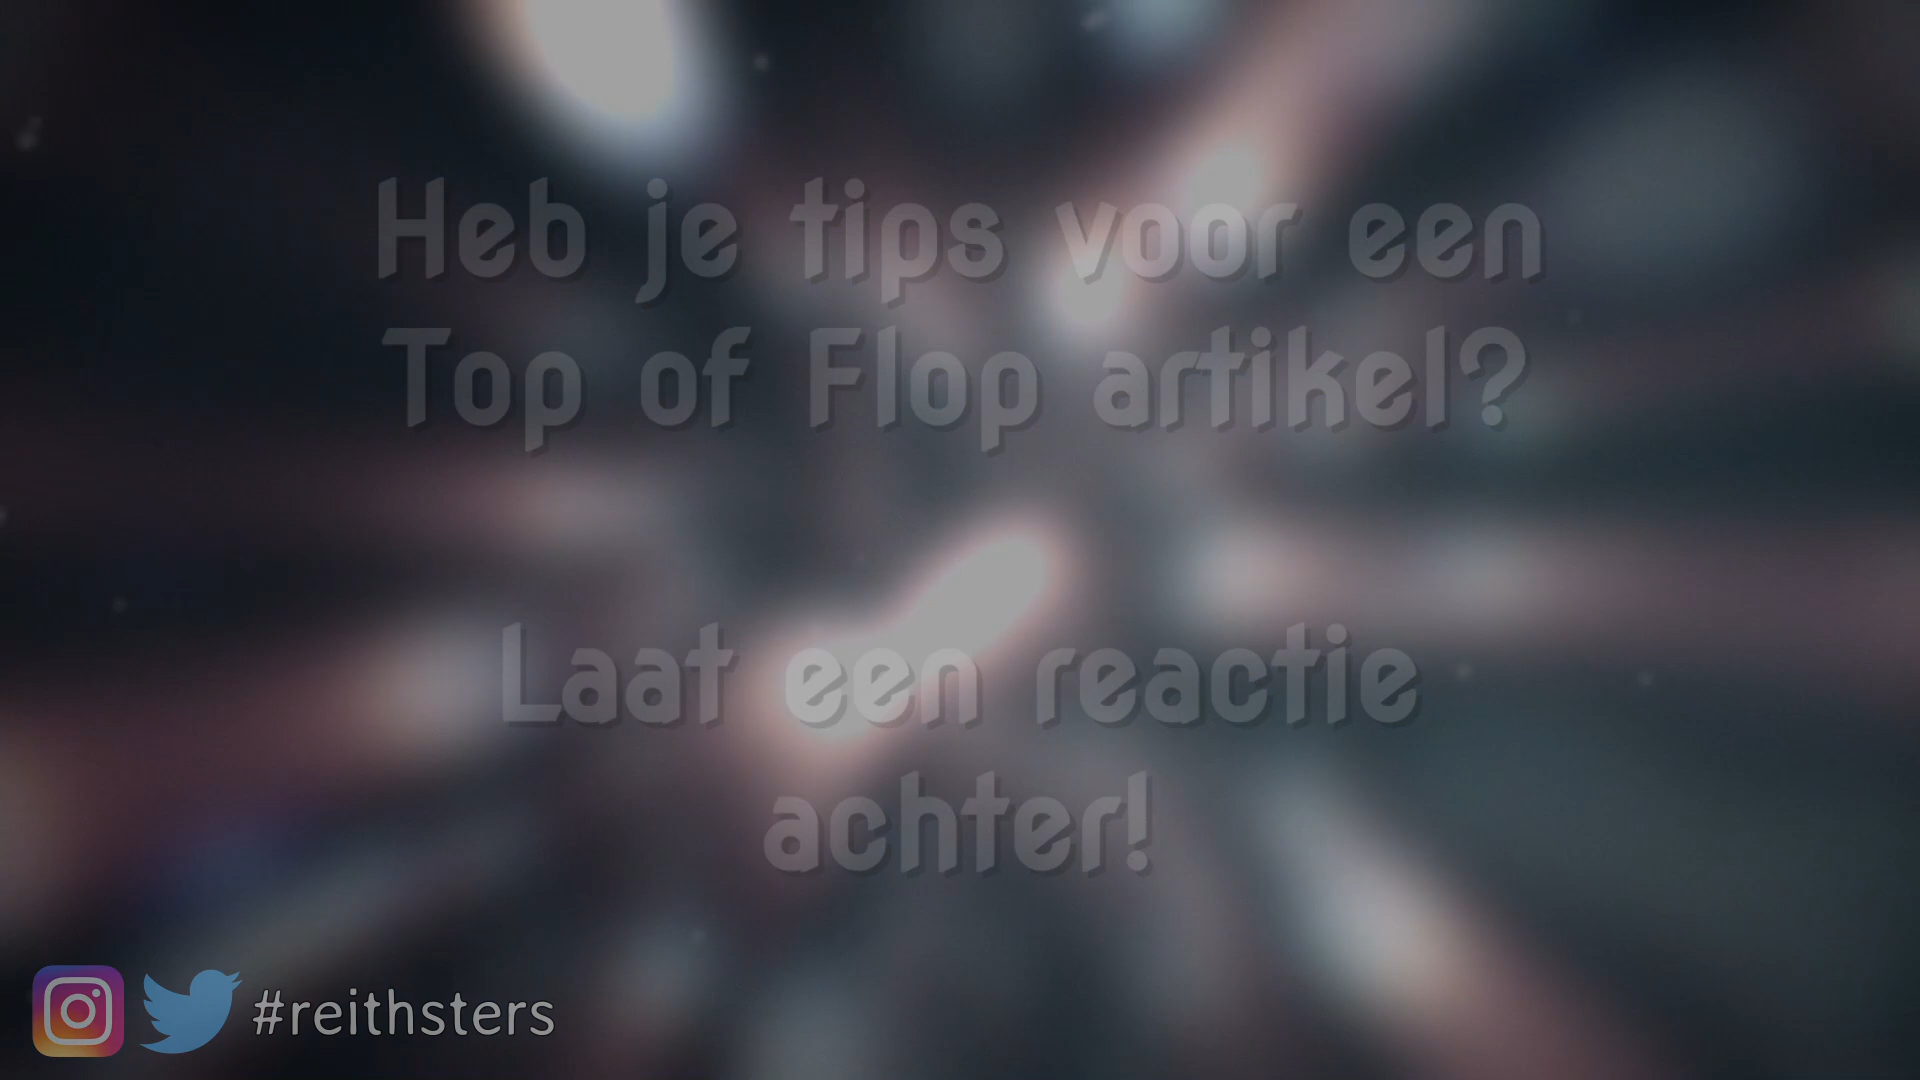 Heb je tips voor een
Top of Flop artikel?
Laat een reactie
achter!
#reithsters